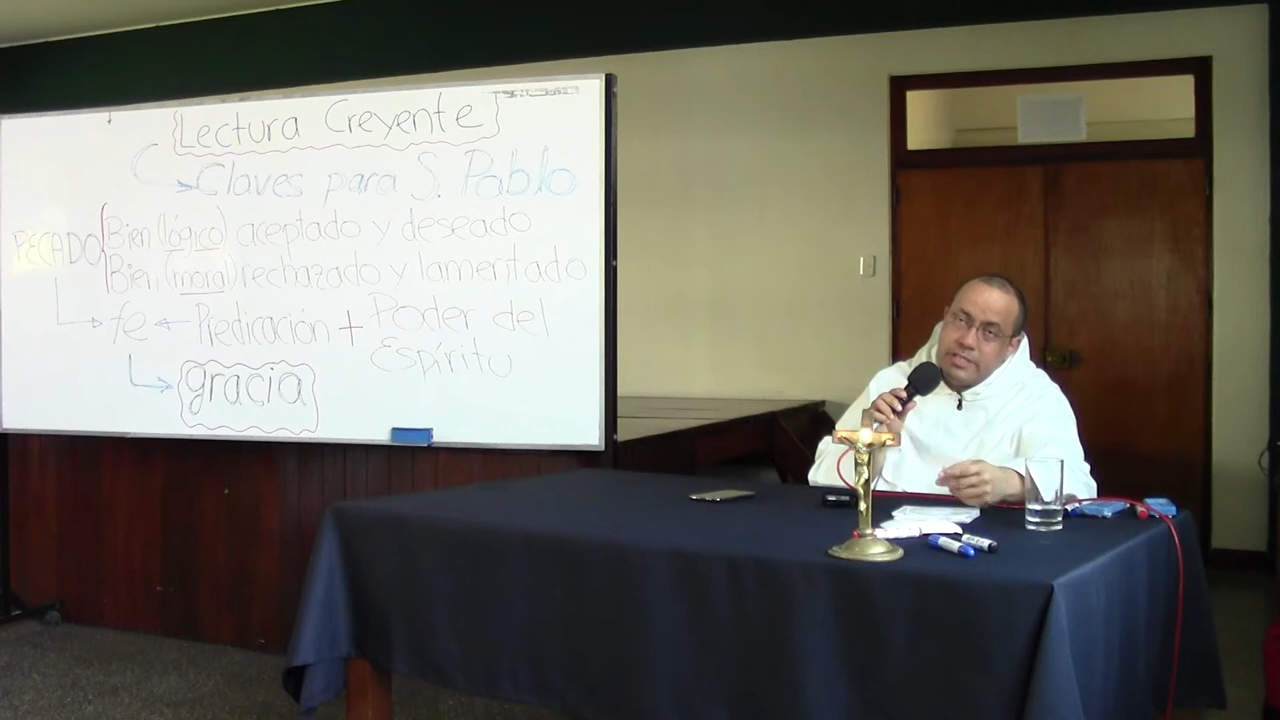 Lectura Creyente
Claves para S. Pablo
PECADO
Bien (lógico) aceptado y deseado
Bien (moral) rechazado y lamentado
fe Predicación + Poder del
Espíritu
gracia